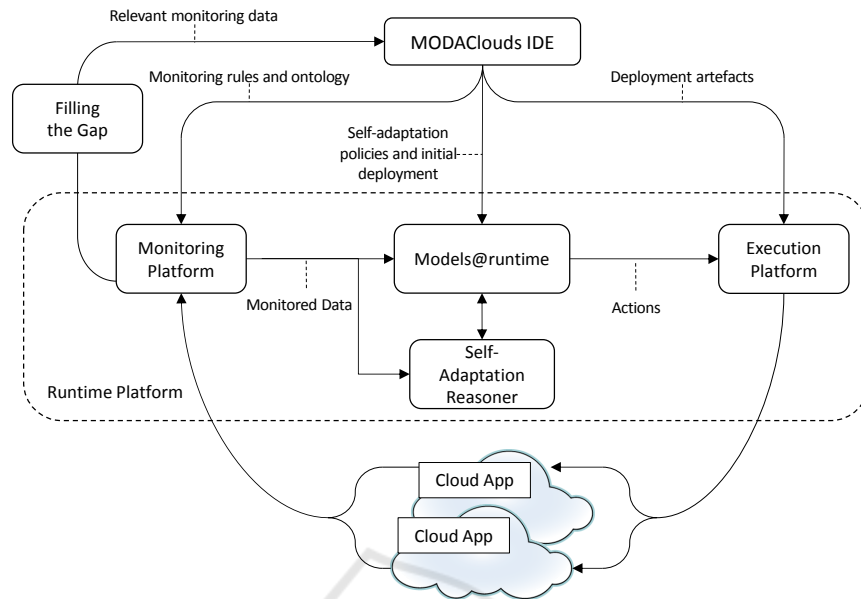 Relevant monitoring data
MODAClouds IDE
Monitoring rules and ontology
Deployment artefacts
Filling
the Gap
Self-adaptation
policies and initial
deployment
Monitoring
Platform
Models@runtime
Execution
Platform
Monitored Data
Actions
Self-
Adaptation
Reasoner
Runtime Platform
Cloud App
Cloud App